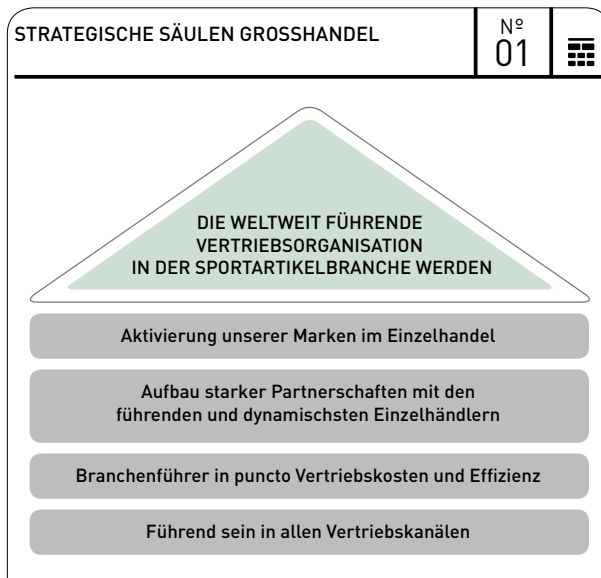 STRATEGISCHE SÄULEN GROSSHANDEL
Nº
01
DIE WELTWEIT FÜHRENDE
VERTRIEBSORGANISATION
IN DER SPORTARTIKELBRANCHE WERDEN
Aktivierung unserer Marken im Einzelhandel
Aufbau starker Partnerschaften mit den
führenden und dynamischsten Einzelhändlern
Branchenführer in puncto Vertriebskosten und Effizienz
Führend sein in allen Vertriebskanälen